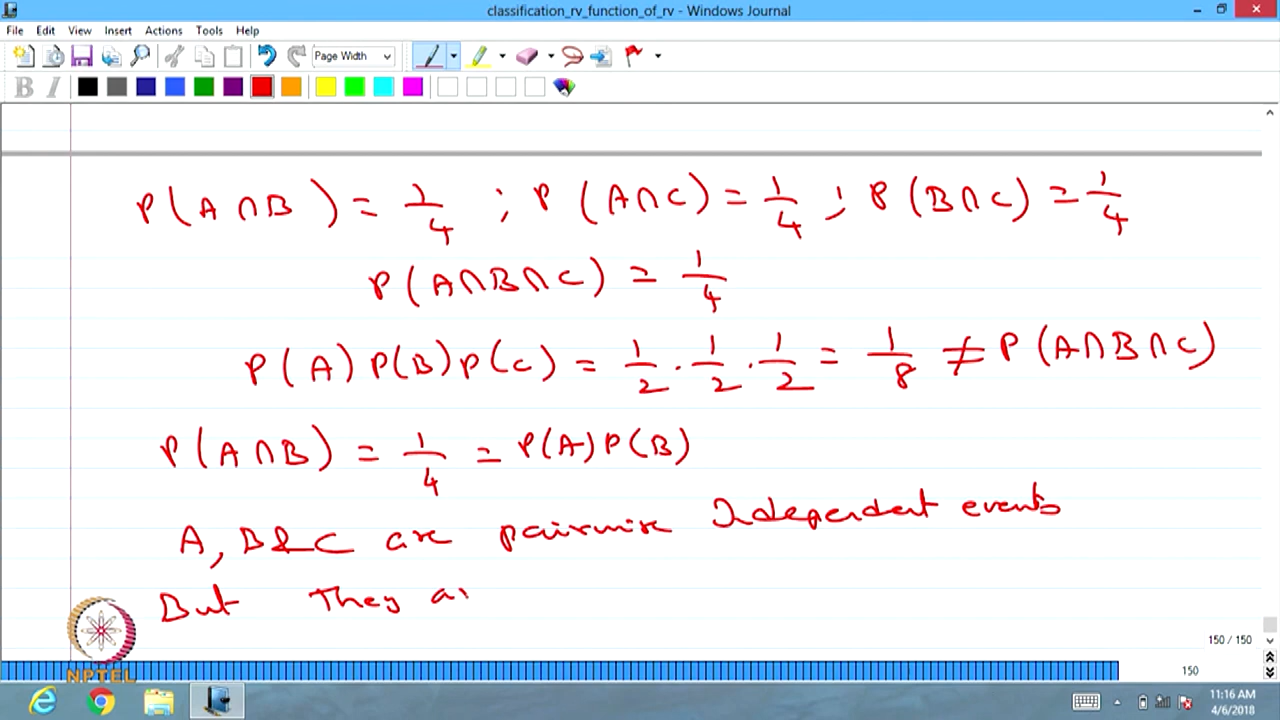 classification_rv_function_of_rv - Windows Journal
File Edit View Insert Actions Tools Help
Page Width
B I
P(A∩B) = 1/4 ; P(A∩C) = 1/4 ; P(B∩C) = 1/4
P(A∩B∩C) = 1/4
P(A) P(B) P(C) = 1/2 · 1/2 · 1/2 = 1/8 ≠ P(A∩B∩C)
P(A∩B) = 1/4 = P(A) P(B)
A, B & C are pairwise Independent events
But They a
NPTEL
150 / 150
150
11:16 AM
4/6/2018